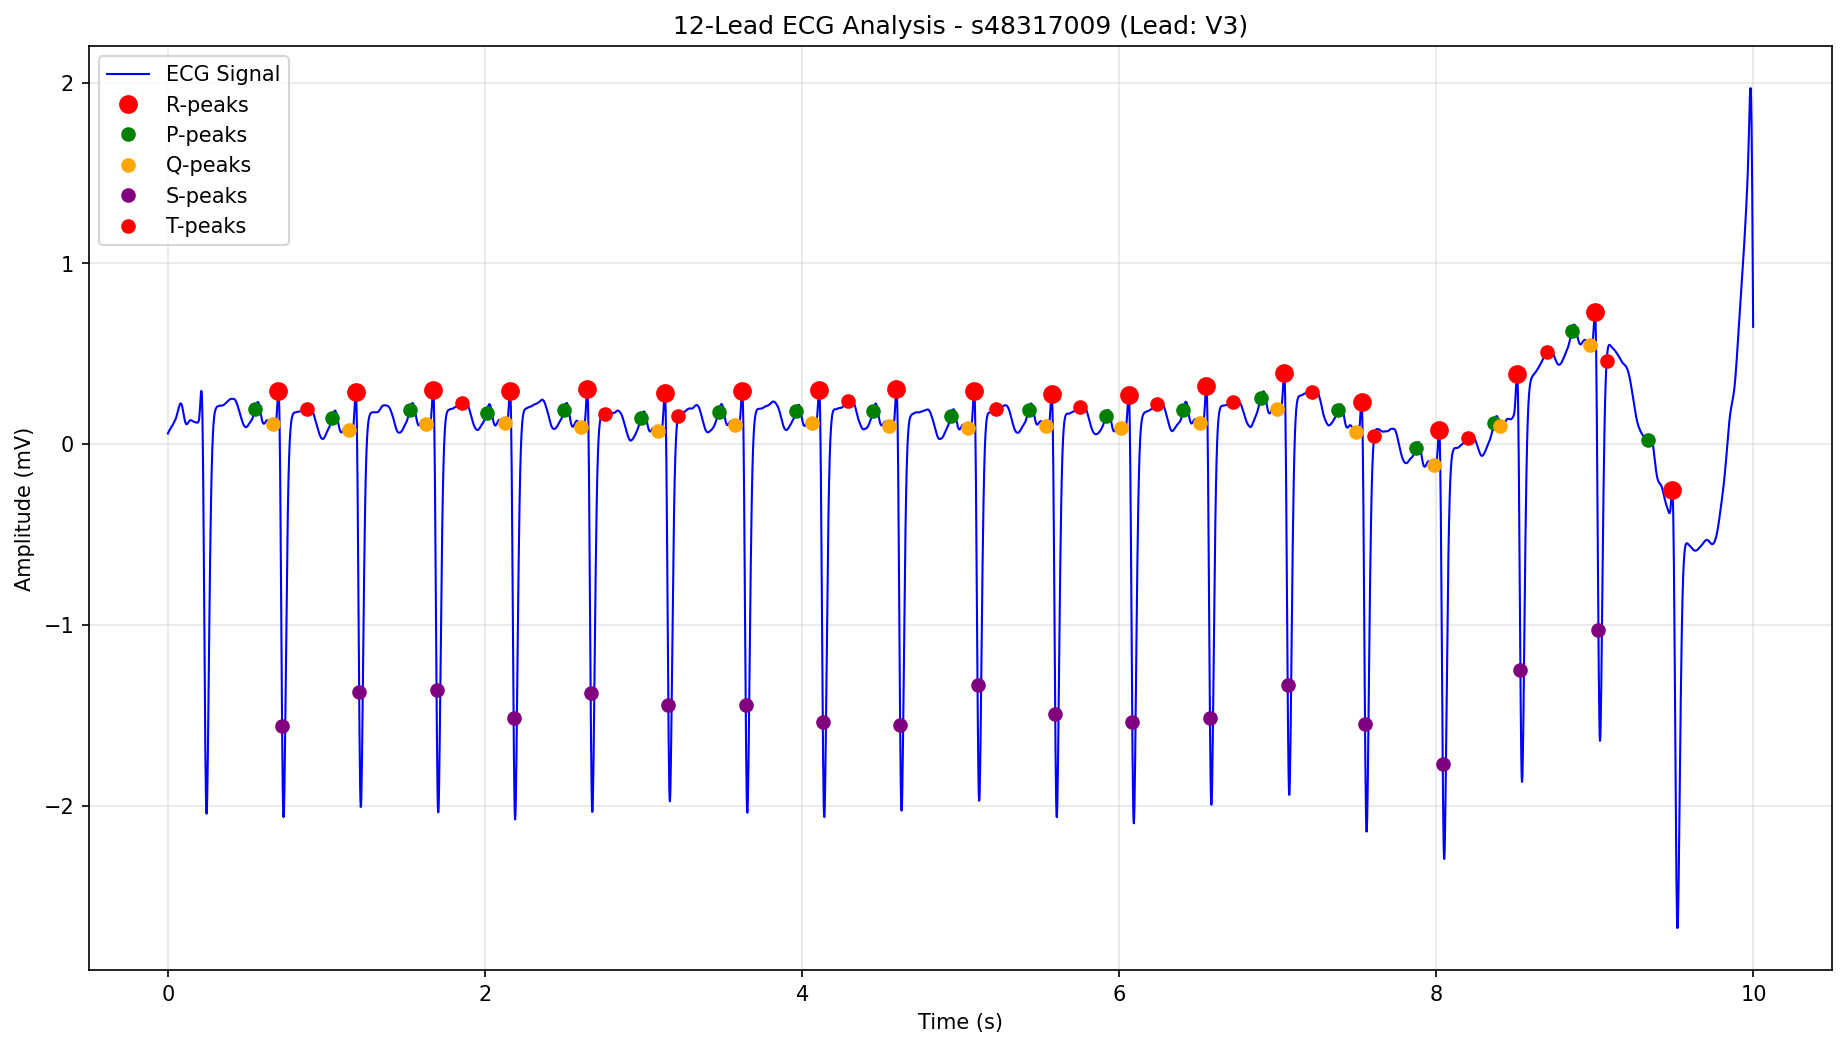 12-Lead ECG Analysis - s48317009 (Lead: V3)
ECG Signal
R-peaks
P-peaks
Q-peaks
S-peaks
T-peaks
Amplitude (mV)
2
1
0
−1
−2
0
2
4
6
8
10
Time (s)